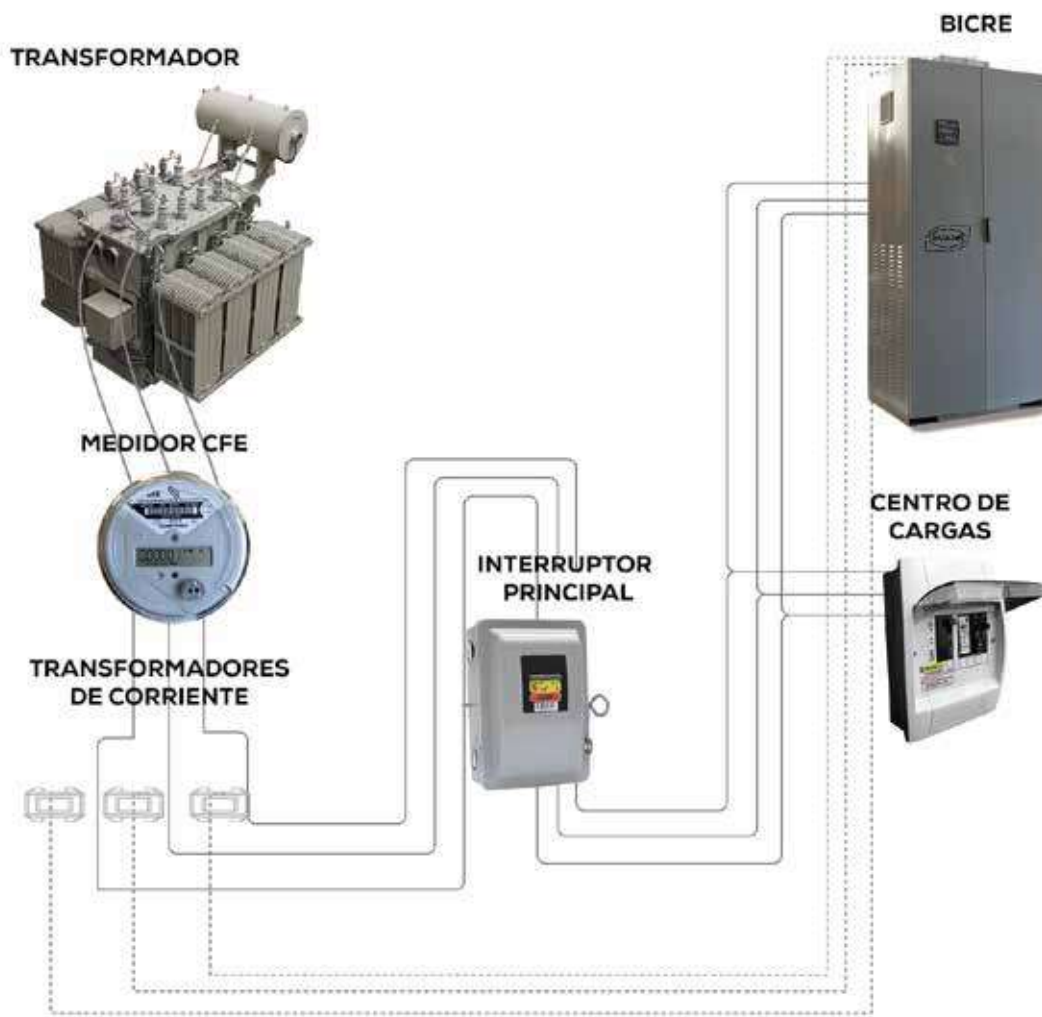 BICRE
TRANSFORMADOR
MEDIDOR CFE
CENTRO DE
CARGAS
INTERRUPTOR
PRINCIPAL
TRANSFORMADORES
DE CORRIENTE